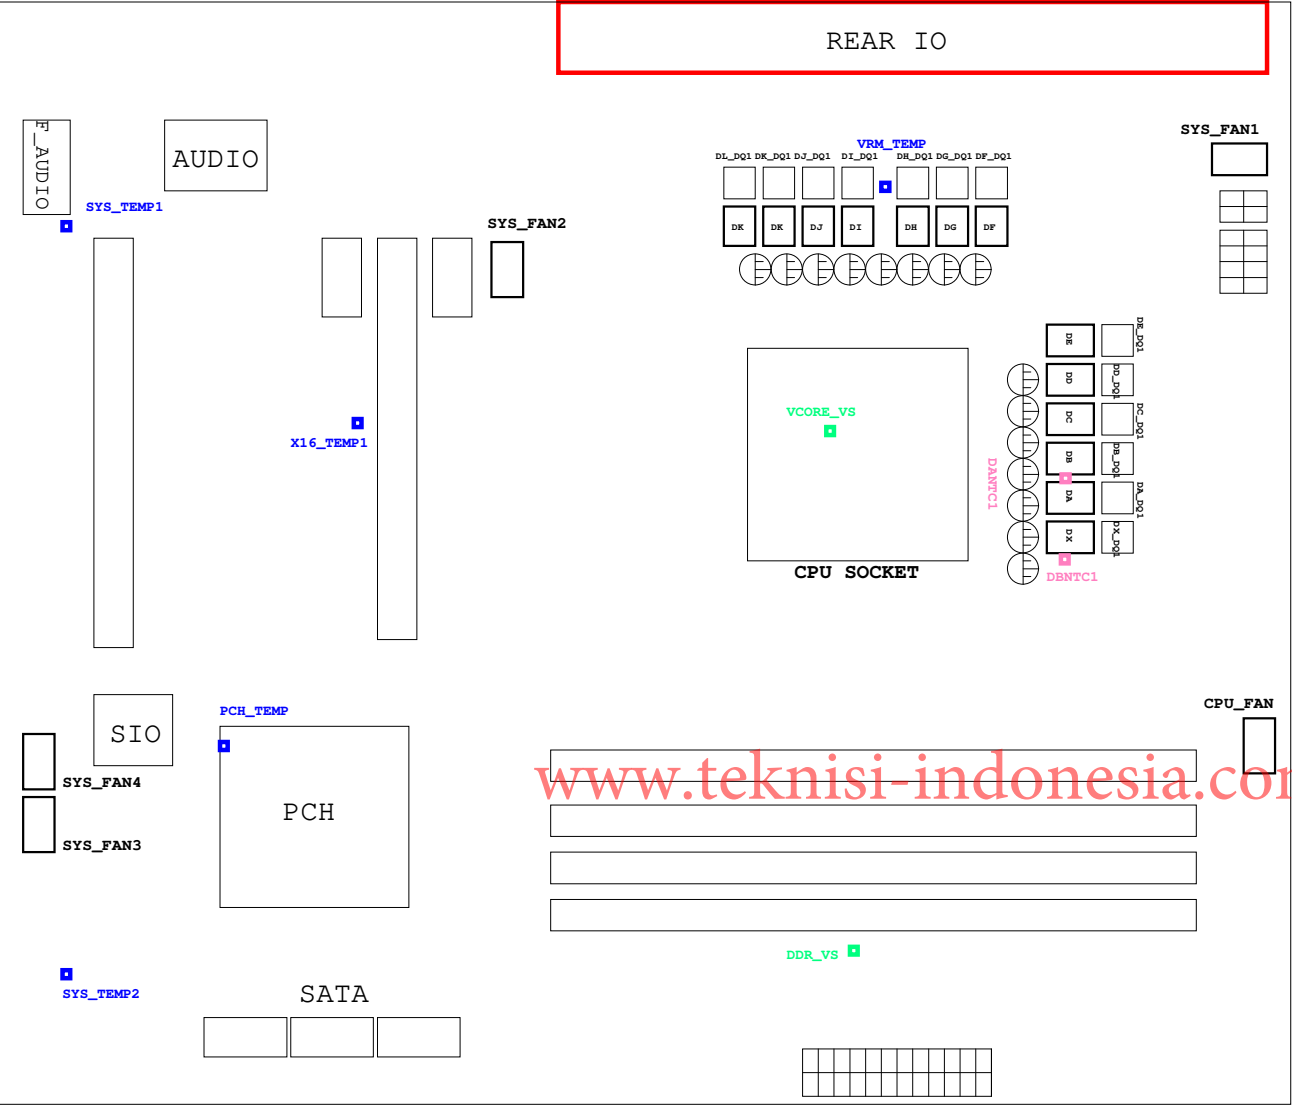 REAR IO
SYS_FAN1
F_AUDIO
AUDIO
VRM_TEMP
DL_DQ1 DK_DQ1 DJ_DQ1 DI_DQ1 DH_DQ1 DG_DQ1 DF_DQ1
SYS_TEMP1
SYS_FAN2
DK DK DJ DI DH DG DF
DE DE_DQ1
DD DD_DQ1
DC DC_DQ1
DB DB_DQ1
DA DA_DQ1
DX DX_DQ1
VCORE_VS
X16_TEMP1
DANTC1
CPU SOCKET
DBNTC1
CPU_FAN
PCH_TEMP
SIO
SYS_FAN4
www.teknisi-indonesia.co
PCH
SYS_FAN3
DDR_VS
SYS_TEMP2
SATA